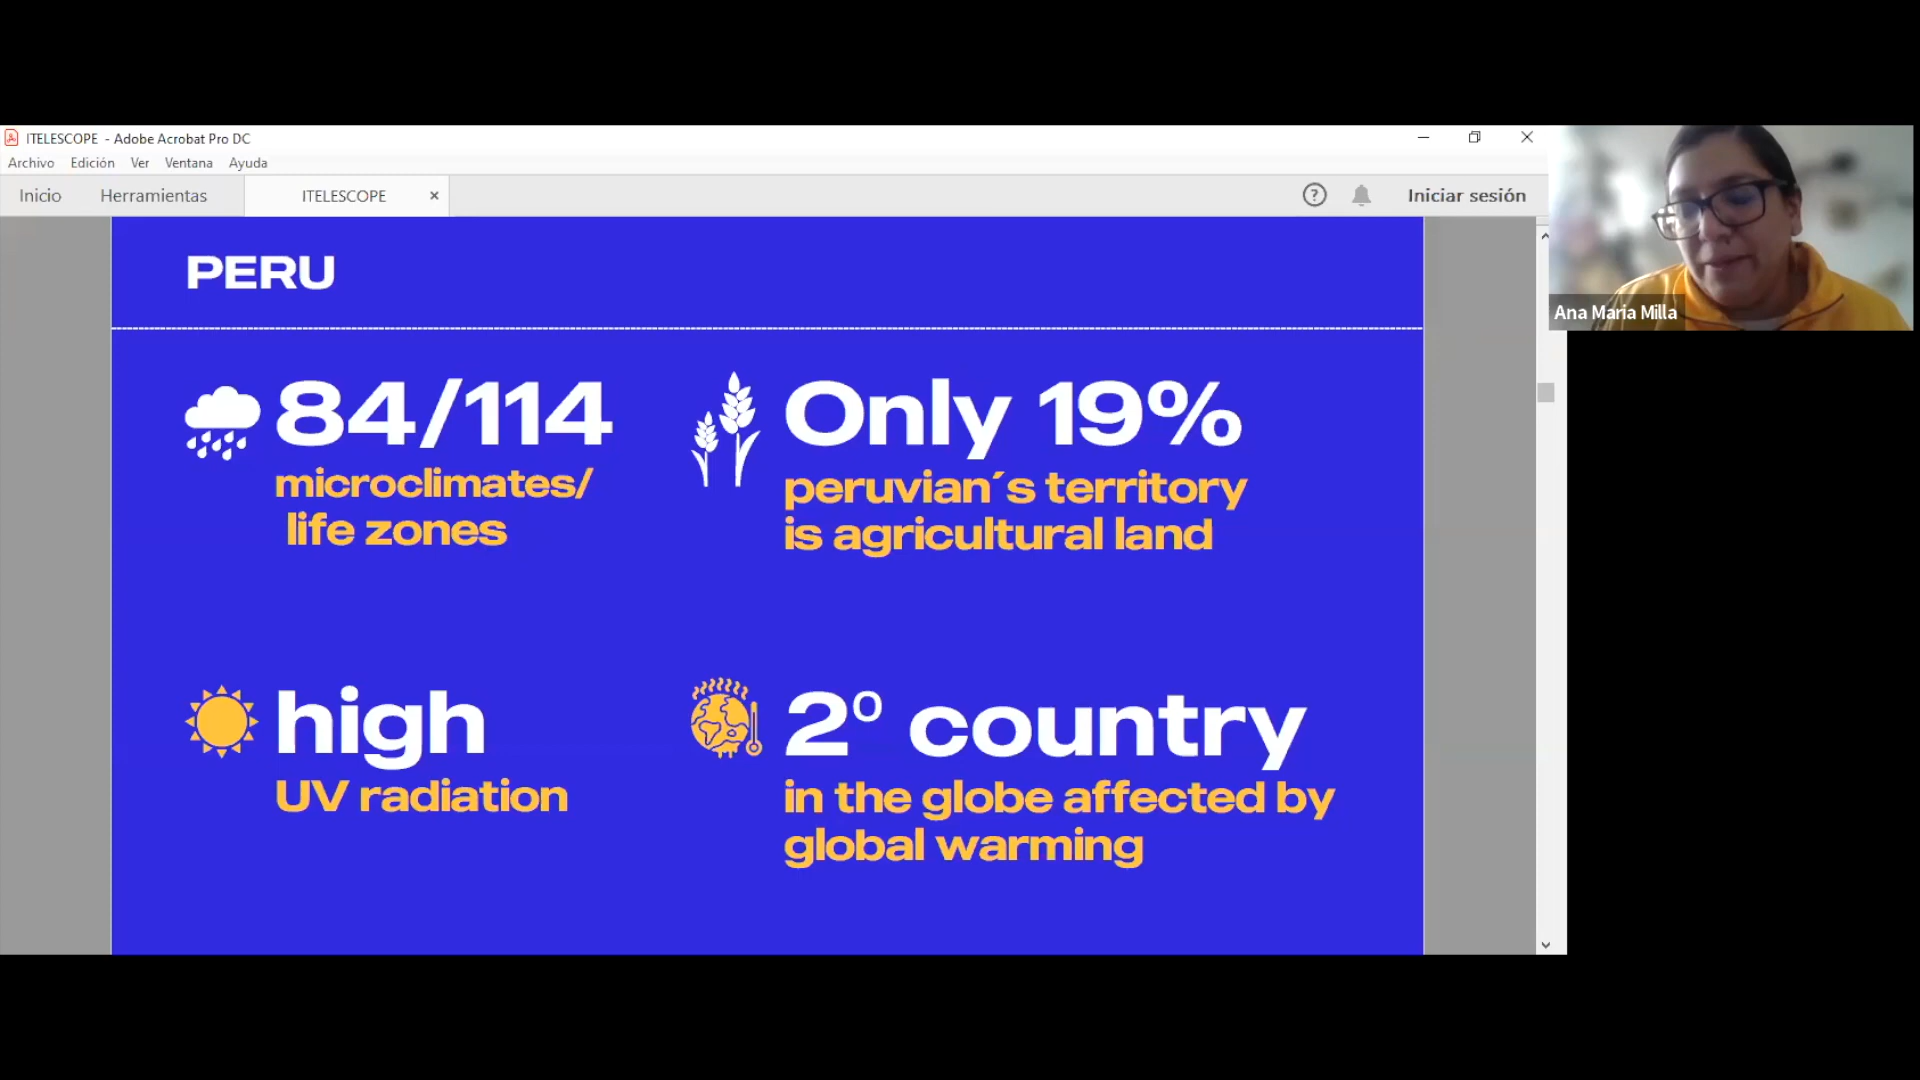 ITELESCOPE - Adobe Acrobat Pro DC
Archivo Edición Ver Ventana Ayuda
Inicio Herramientas ITELESCOPE × ? Iniciar sesión
Ana Maria Milla
PERU
84/114
microclimates/
life zones
Only 19%
peruvian´s territory
is agricultural land
high
UV radiation
2º country
in the globe affected by
global warming